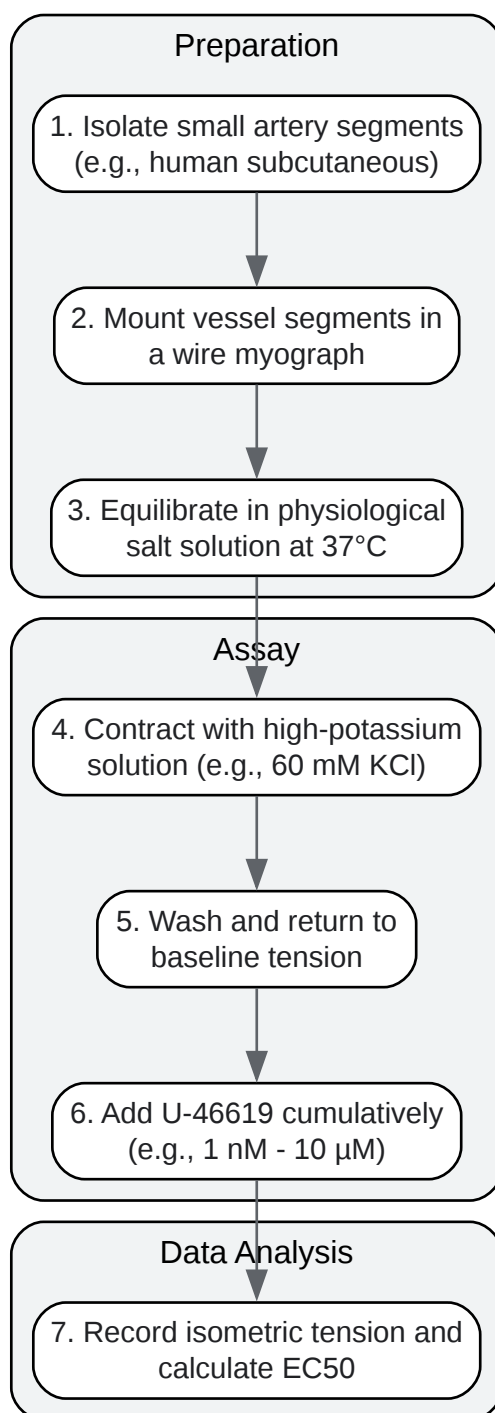 Preparation
1. Isolate small artery segments
(e.g., human subcutaneous)
2. Mount vessel segments in
a wire myograph
3. Equilibrate in physiological
salt solution at 37°C
Assay
4. Contract with high-potassium
solution (e.g., 60 mM KCl)
5. Wash and return to
baseline tension
6. Add U-46619 cumulatively
(e.g., 1 nM - 10 µM)
Data Analysis
7. Record isometric tension and
calculate EC50